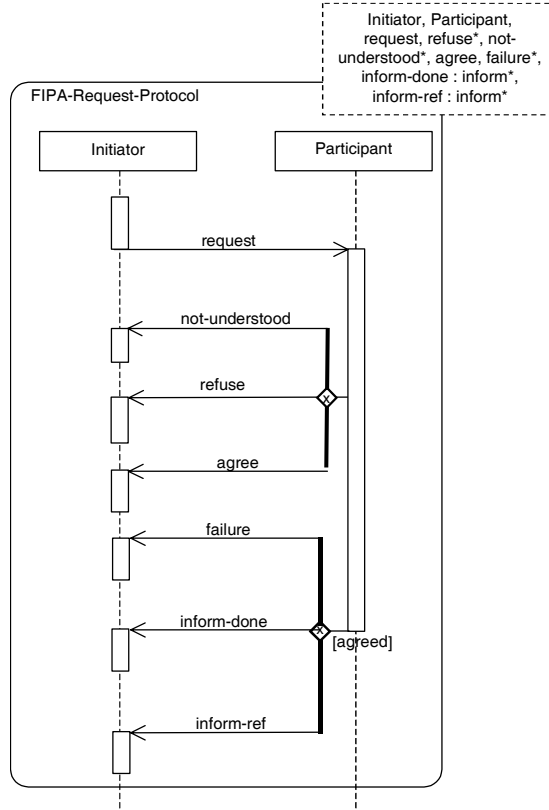 Initiator, Participant,
request, refuse*, not-
understood*, agree, failure*,
inform-done : inform*,
inform-ref : inform*
FIPA-Request-Protocol
Initiator
Participant
request
not-understood
refuse
x
agree
failure
inform-done
x
[agreed]
inform-ref